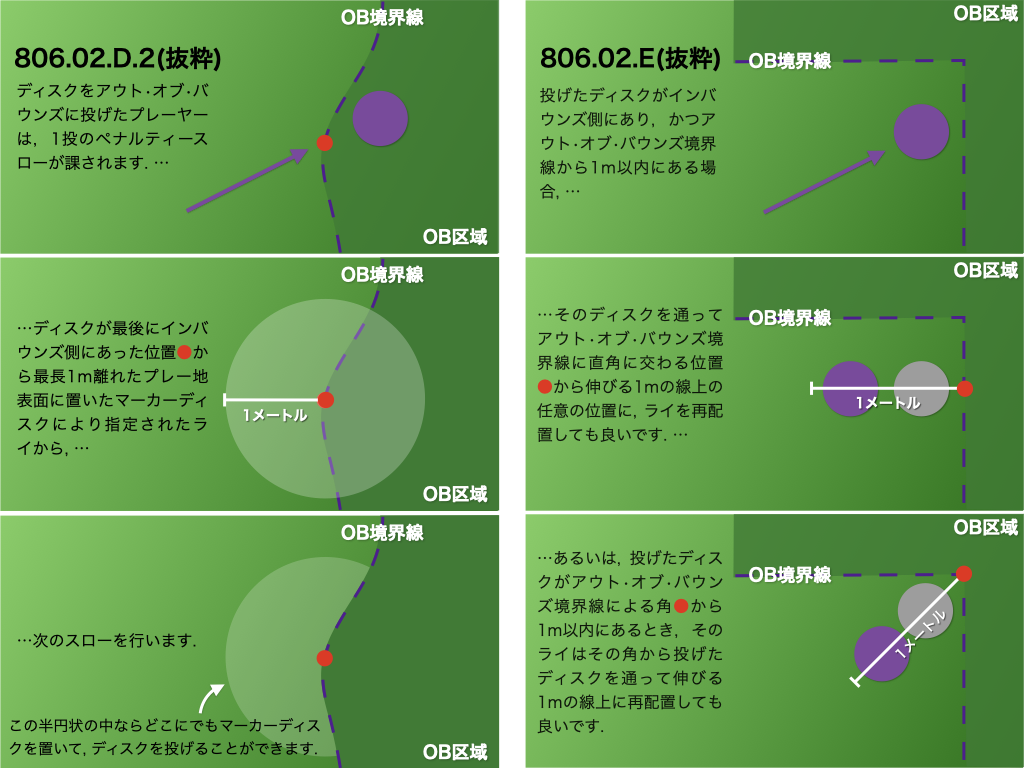 OB境界線
806.02.D.2(抜粋)
ディスクをアウト・オブ・バ
ウンズに投げたプレーヤー
は, 1投のペナルティース
ローが課されます. …
OB区域
OB境界線
…ディスクが最後にインバ
ウンズ側にあった位置か
ら最長1m離れたプレー地
表面に置いたマーカーディ
スクにより指定されたラ
イから, …
1メートル
OB区域
OB境界線
…次のスローを行います.
この半円状の中ならどこにでもマーカーディス
クを置いて, ディスクを投げることができます.
OB区域
OB区域
806.02.E(抜粋)
OB境界線
投げたディスクがインバ
ウンズ側にあり, かつア
ウト・オブ・バウンズ境界
線から1m以内にある場
合, …
OB区域
OB境界線
…そのディスクを通って
アウト・オブ・バウンズ境
界線に直角に交わる位置
から伸びる1mの線上の
任意の位置に, ライを再配
置しても良いです. …
1メートル
OB区域
OB境界線
…あるいは, 投げたディス
クがアウト・オブ・バウン
ズ境界線による角から
1m以内にあるとき, その
ライはその角から投げた
ディスクを通って伸びる
1mの線上に再配置しても
良いです.
1メートル